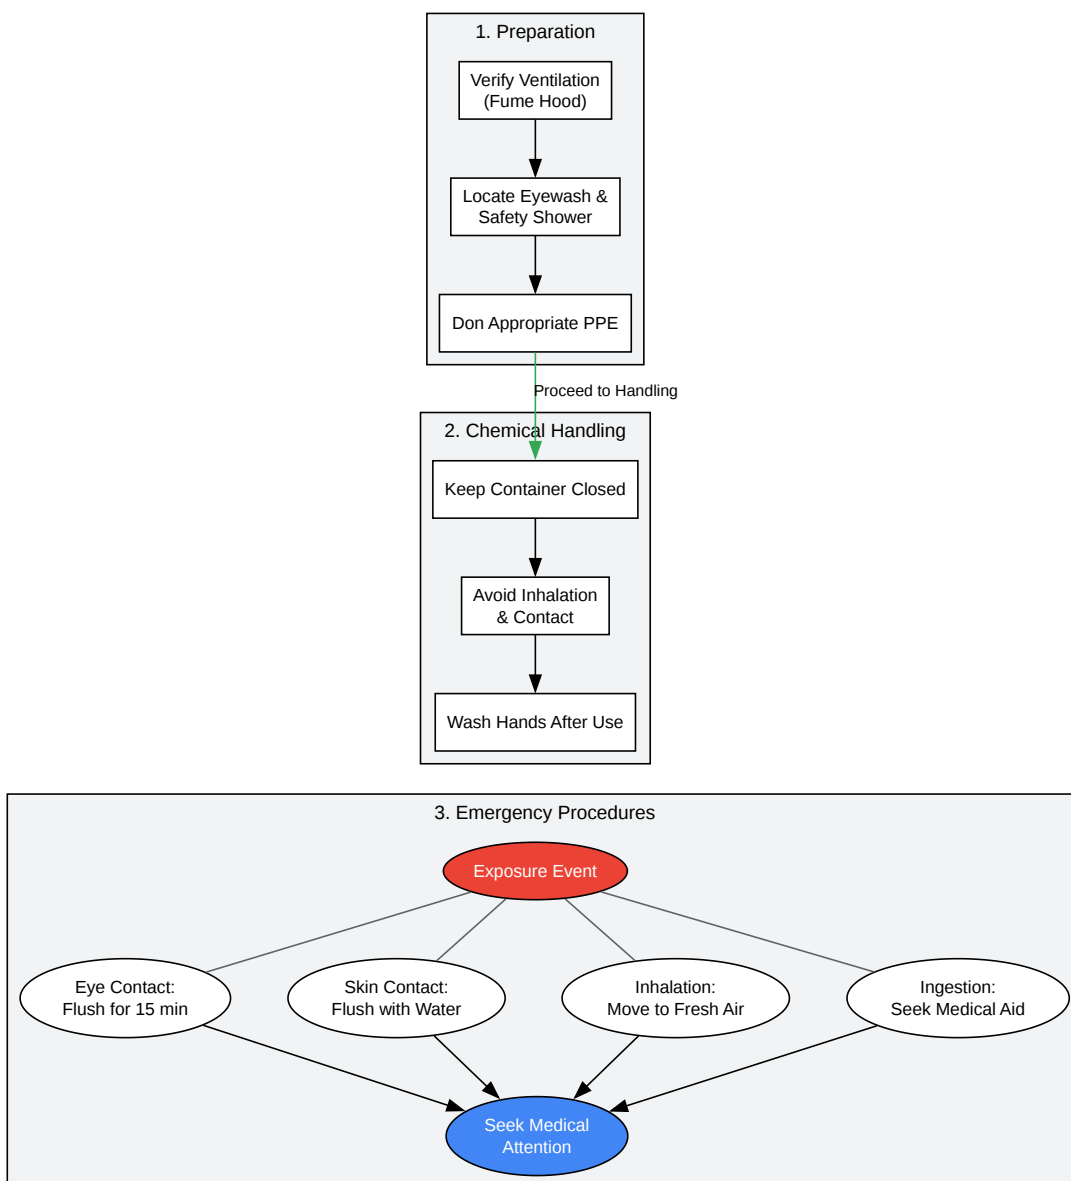 1. Preparation
Verify Ventilation
(Fume Hood)
Locate Eyewash &
Safety Shower
Don Appropriate PPE
Proceed to Handling
2. Chemical Handling
Keep Container Closed
Avoid Inhalation
& Contact
Wash Hands After Use
3. Emergency Procedures
Exposure Event
Eye Contact:
Flush for 15 min
Skin Contact:
Flush with Water
Inhalation:
Move to Fresh Air
Ingestion:
Seek Medical Aid
Seek Medical
Attention